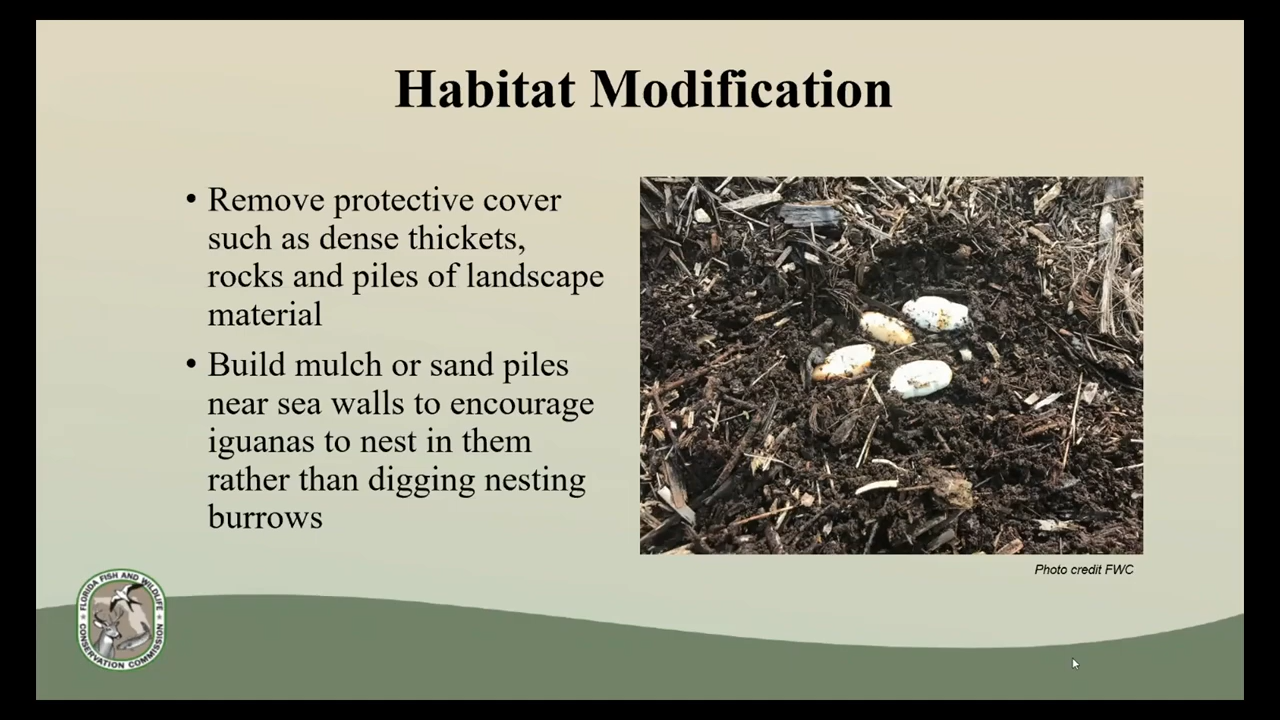 Habitat Modification
• Remove protective cover
such as dense thickets,
rocks and piles of landscape
material
• Build mulch or sand piles
near sea walls to encourage
iguanas to nest in them
rather than digging nesting
burrows
Photo credit FWC
FLORIDA FISH AND WILDLIFE
CONSERVATION COMMISSION